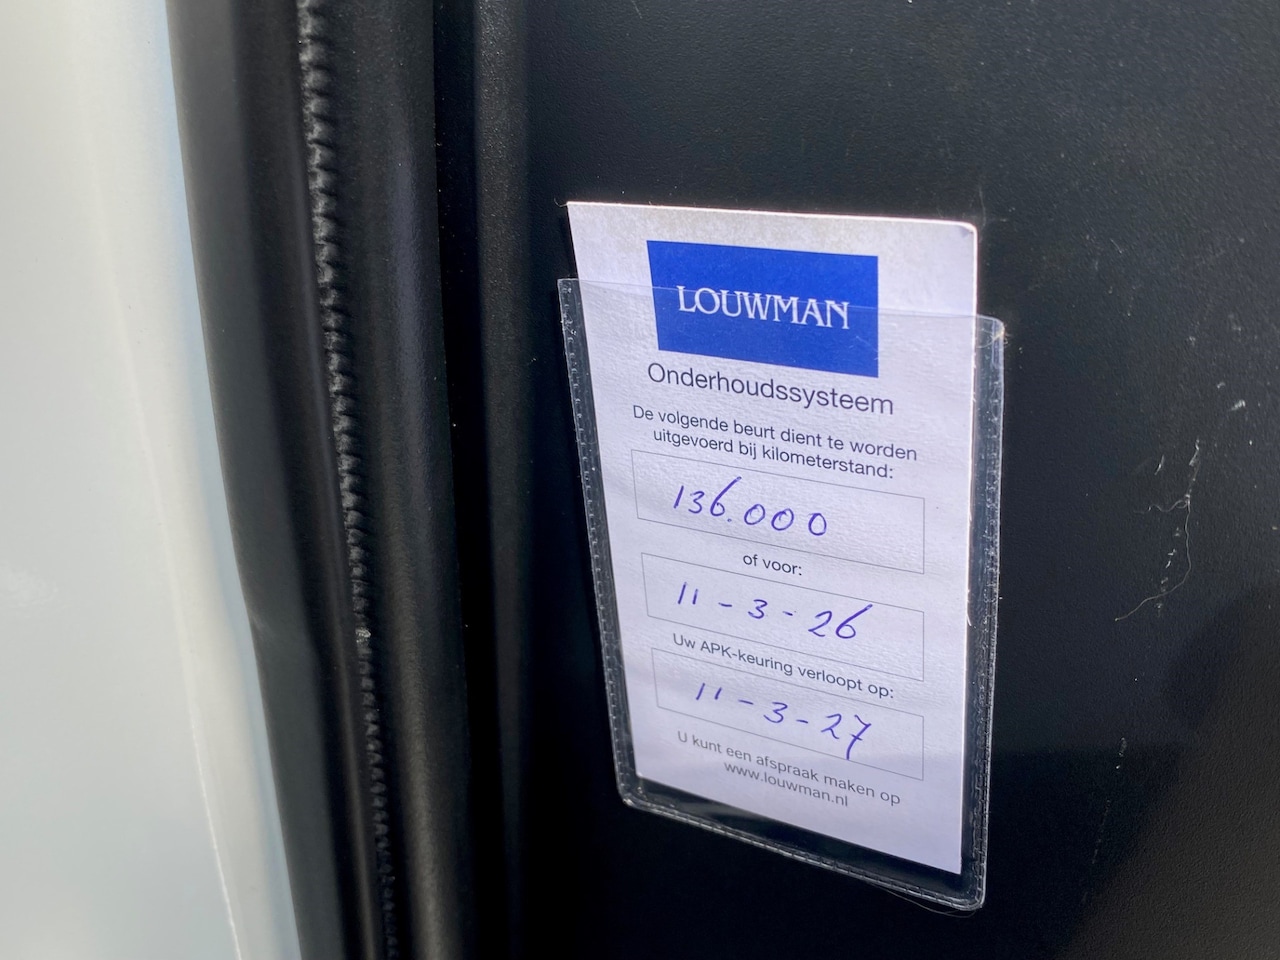 LOUWMAN
Onderhoudssysteem
De volgende beurt dient te worden
uitgevoerd bij kilometerstand:
136.000
of voor:
11-3-26
Uw APK-keuring verloopt op:
11-3-27
U kunt een afspraak maken op
www.louwman.nl